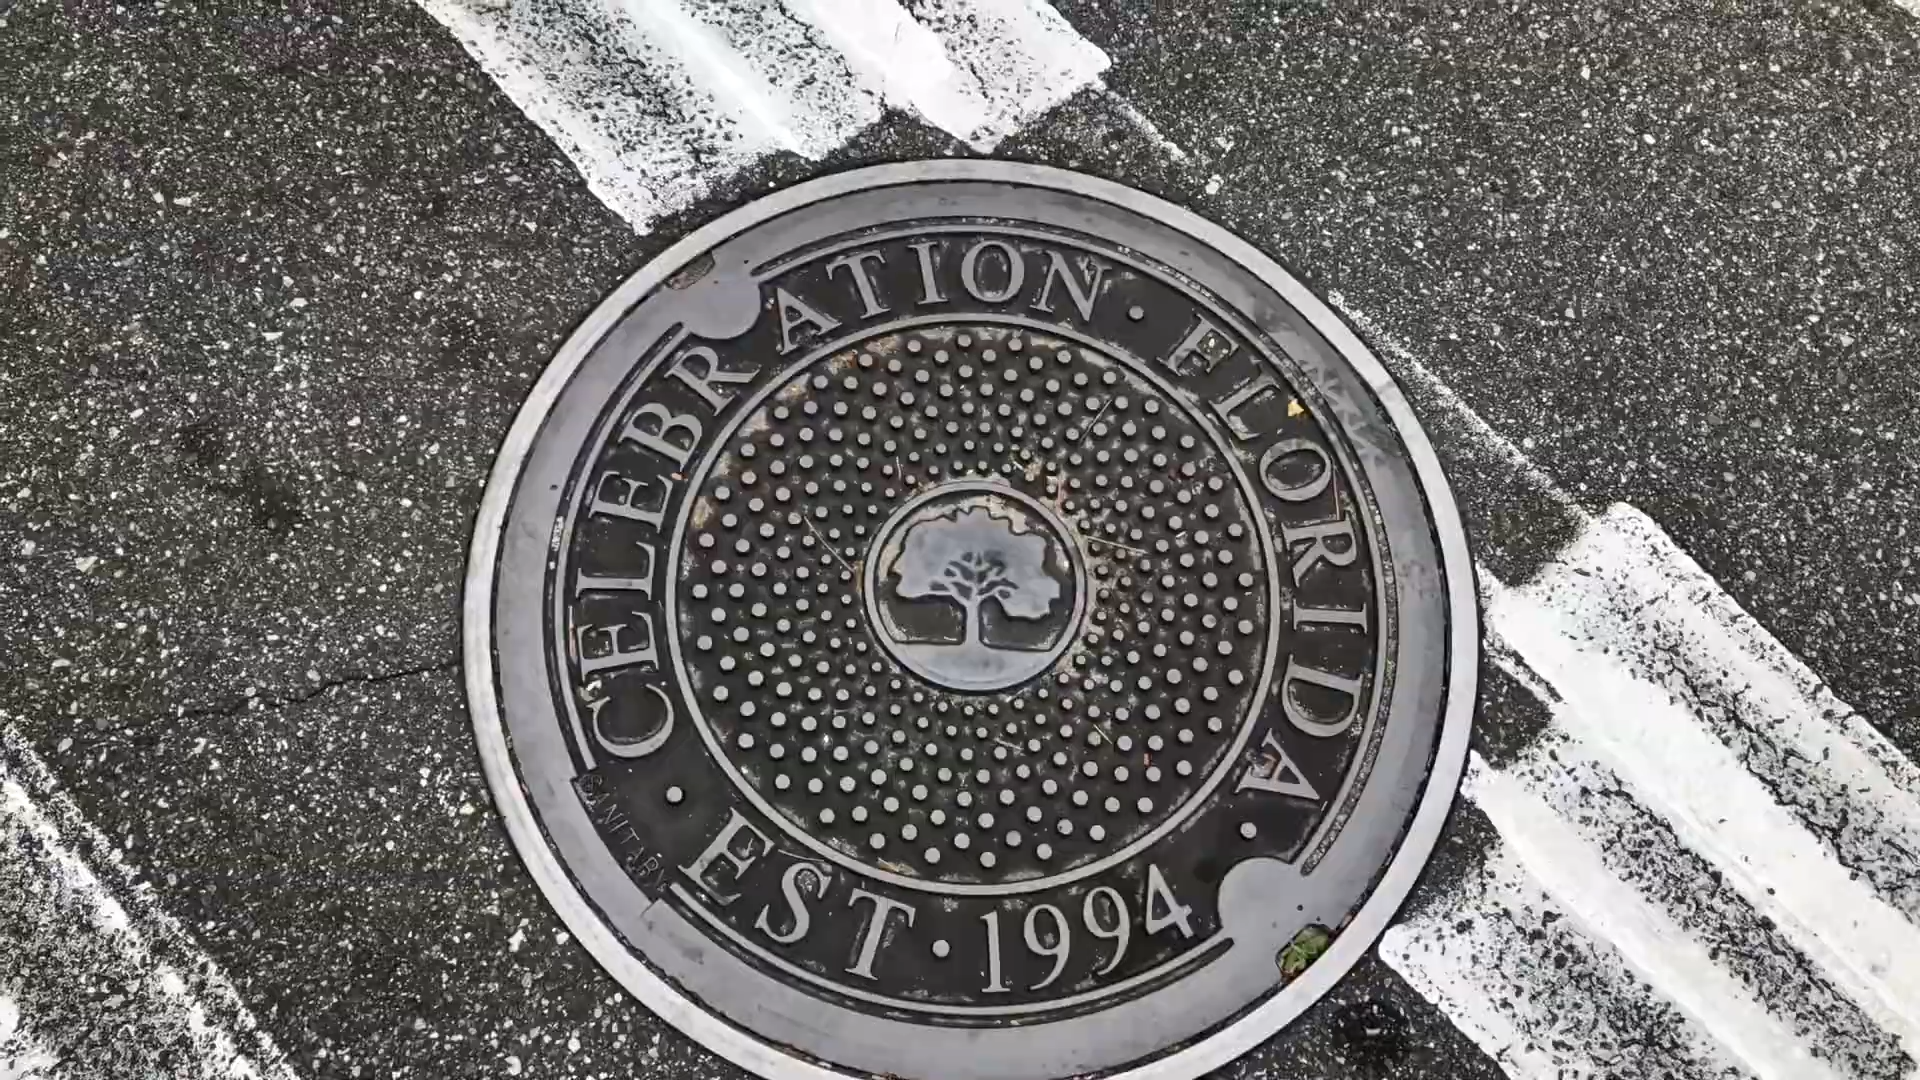 CELEBRATION · FLORIDA ·
EST · 1994
SANITARY